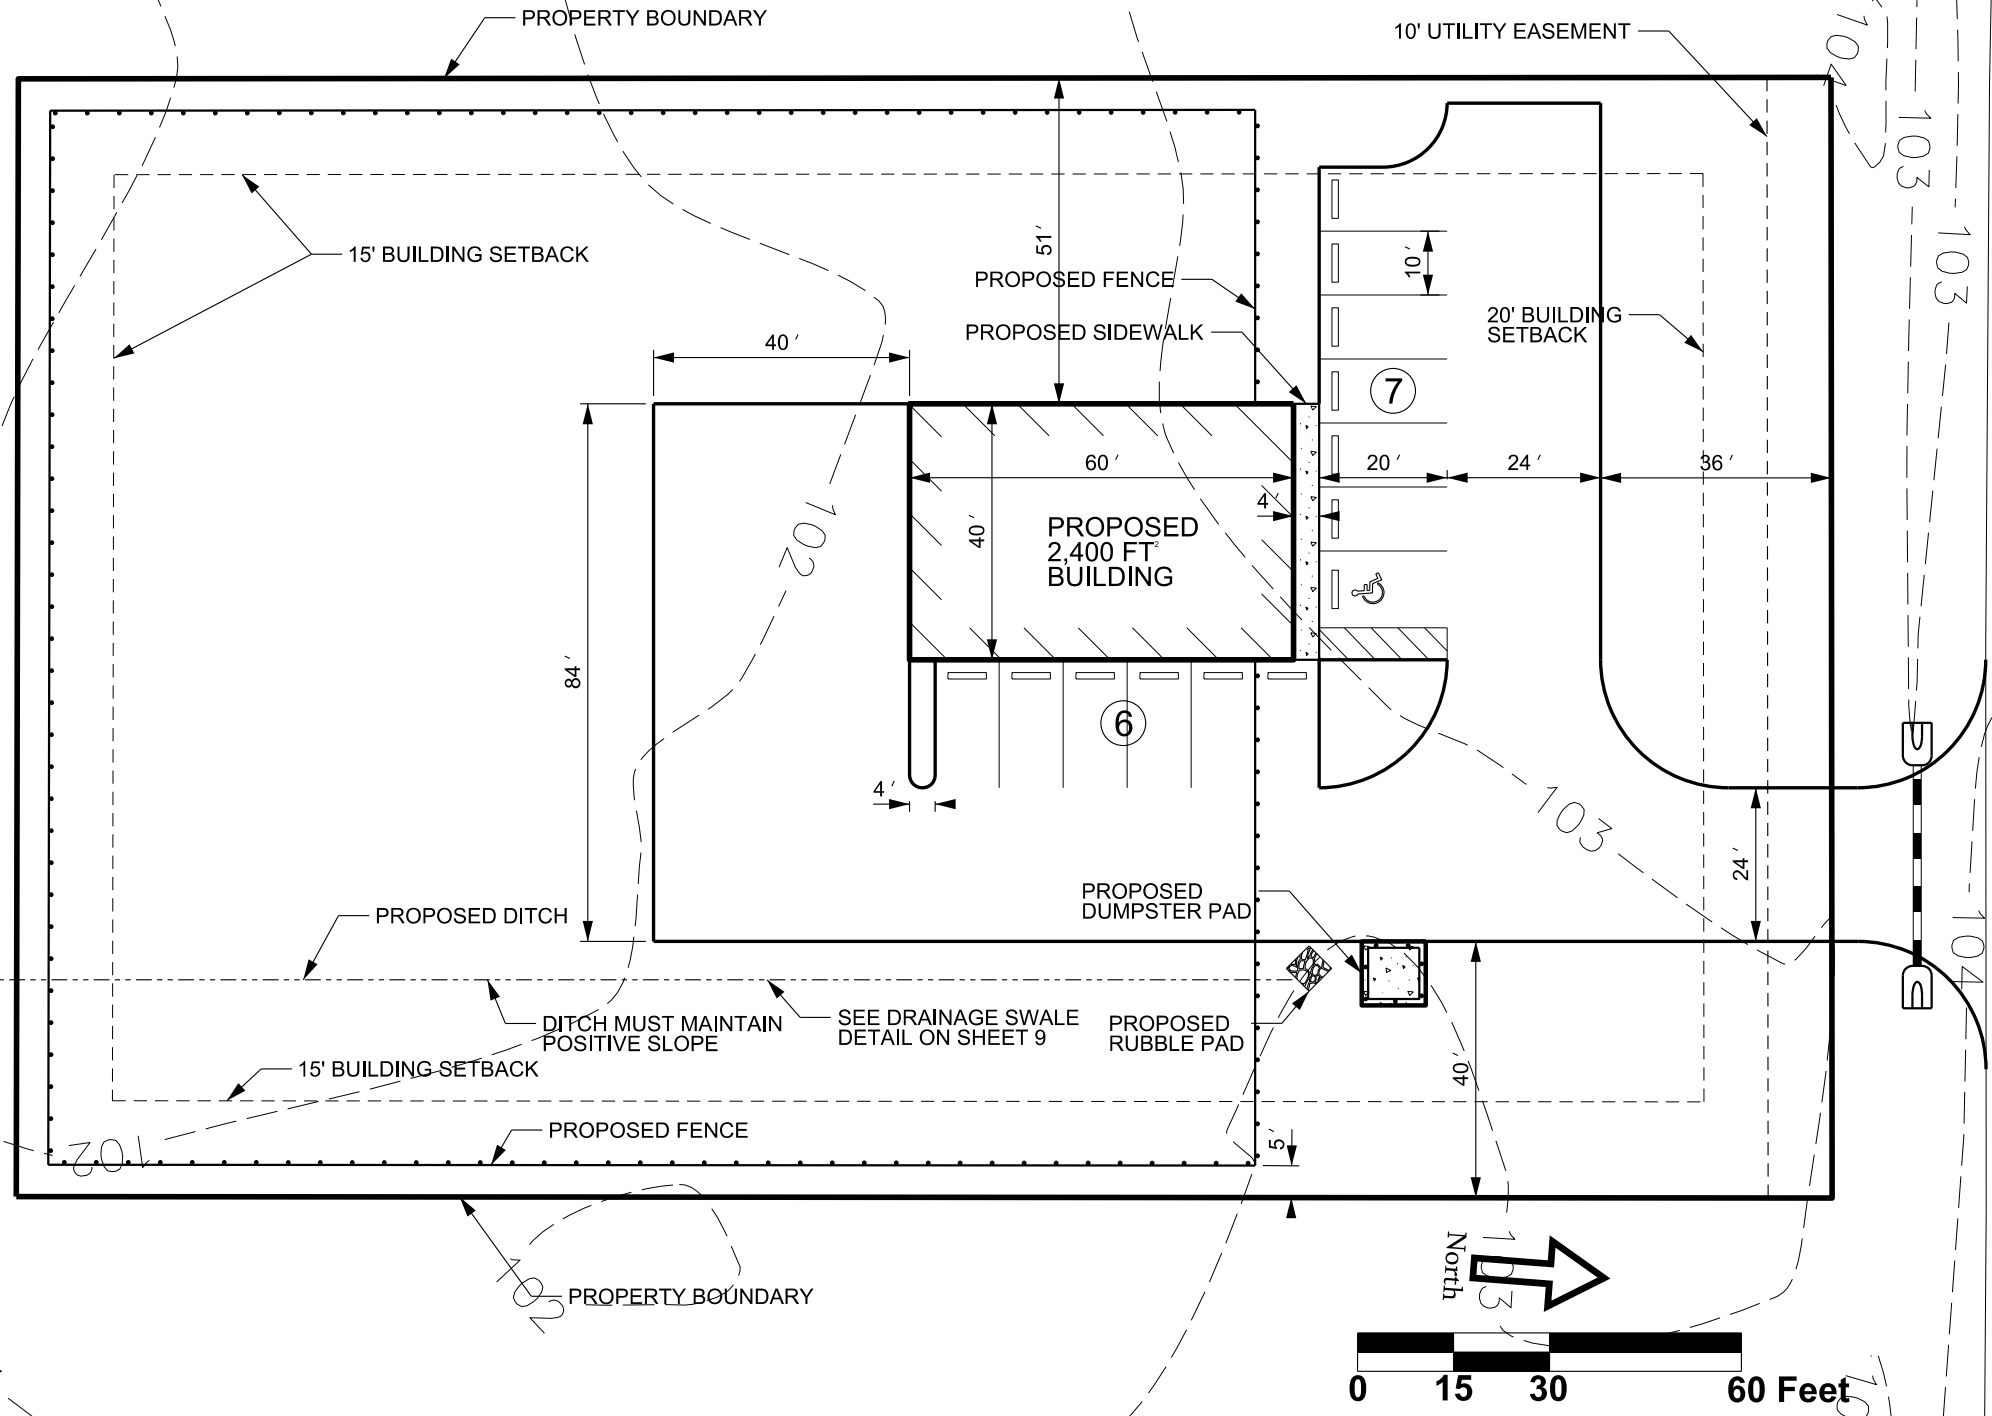 PROPERTY BOUNDARY
10' UTILITY EASEMENT
104
103
103
15' BUILDING SETBACK
51'
PROPOSED FENCE
10'
PROPOSED SIDEWALK
20' BUILDING
SETBACK
40'
7
60'
20'
24'
36'
4'
40'
102
PROPOSED
2,400 FT²
BUILDING
84'
6
4'
103
24'
PROPOSED
DUMPSTER PAD
PROPOSED DITCH
104
DITCH MUST MAINTAIN
POSITIVE SLOPE
SEE DRAINAGE SWALE
DETAIL ON SHEET 9
PROPOSED
RUBBLE PAD
15' BUILDING SETBACK
40'
PROPOSED FENCE
5'
102
North
103
102
PROPERTY BOUNDARY
0 15 30 60 Feet